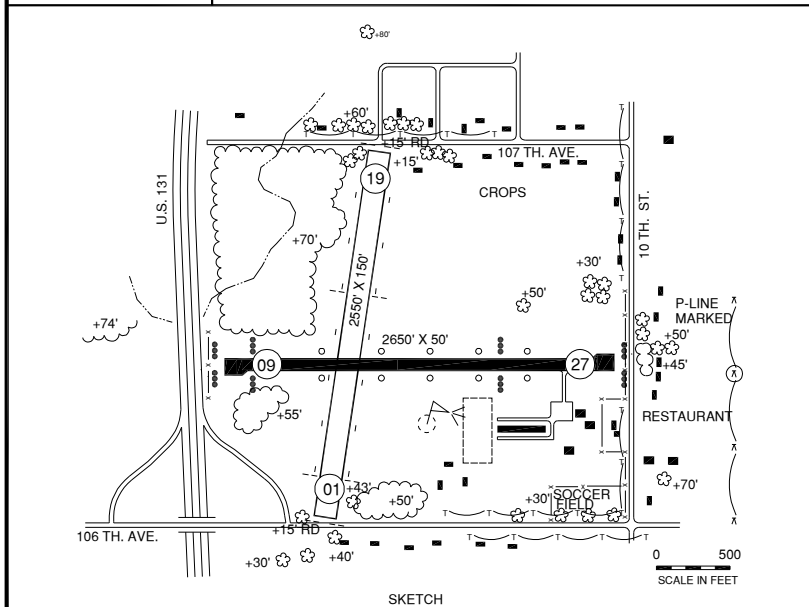 +80'
+60'
+15' RD
107 TH. AVE.
+15'
19
CROPS
U.S. 131
10 TH. ST.
+70'
2550' X 150'
+30'
+50'
P-LINE
MARKED
+74'
2650' X 50'
+50'
+45'
09
27
+55'
RESTAURANT
01
+43'
+50'
+30'
SOCCER
FIELD
+70'
+15' RD
106 TH. AVE.
+30'
+40'
0 500
SCALE IN FEET
SKETCH